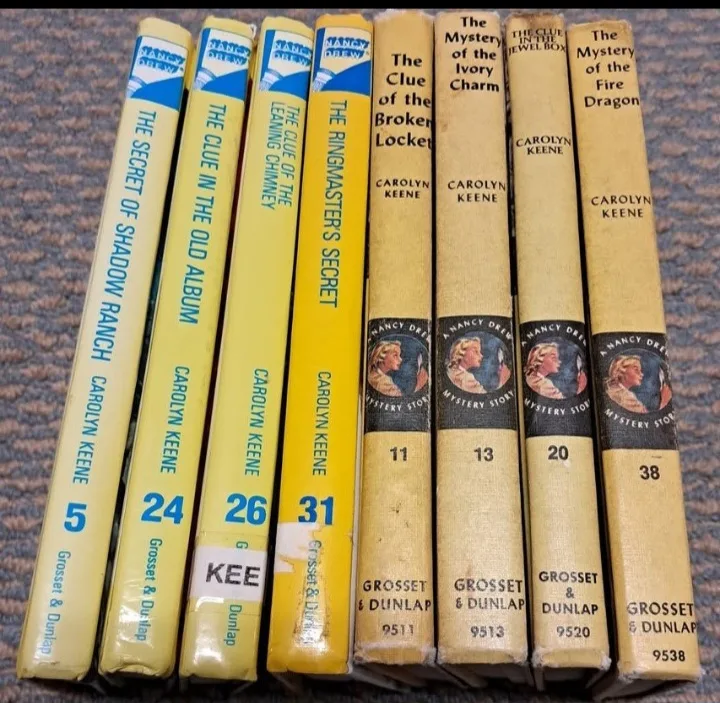 NANCY
DREW
THE SECRET OF SHADOW RANCH
CAROLYN KEENE
5
Grosset & Dunlap
NANCY
DREW
THE CLUE IN THE OLD ALBUM
CAROLYN KEENE
24
Grosset & Dunlap
NANCY
DREW
THE CLUE OF THE
LEANING CHIMNEY
CAROLYN KEENE
26
G
KEE
Dunlap
NANCY
DREW
THE RINGMASTER'S SECRET
CAROLYN KEENE
31
Grosset & Dunlap
The
Clue
of the
Broken
Locket
CAROLYN
KEENE
A NANCY DREW
MYSTERY STORY
11
GROSSET
& DUNLAP
9511
The
Mystery
of the
Ivory
Charm
CAROLYN
KEENE
A NANCY DREW
MYSTERY STORY
13
GROSSET
& DUNLAP
9513
THE CLUE
IN THE
JEWEL BOX
CAROLYN
KEENE
A NANCY DREW
MYSTERY STORY
20
GROSSET
&
DUNLAP
9520
The
Mystery
of the
Fire
Dragon
CAROLYN
KEENE
A NANCY DREW
MYSTERY STORY
38
GROSSET
& DUNLAP
9538